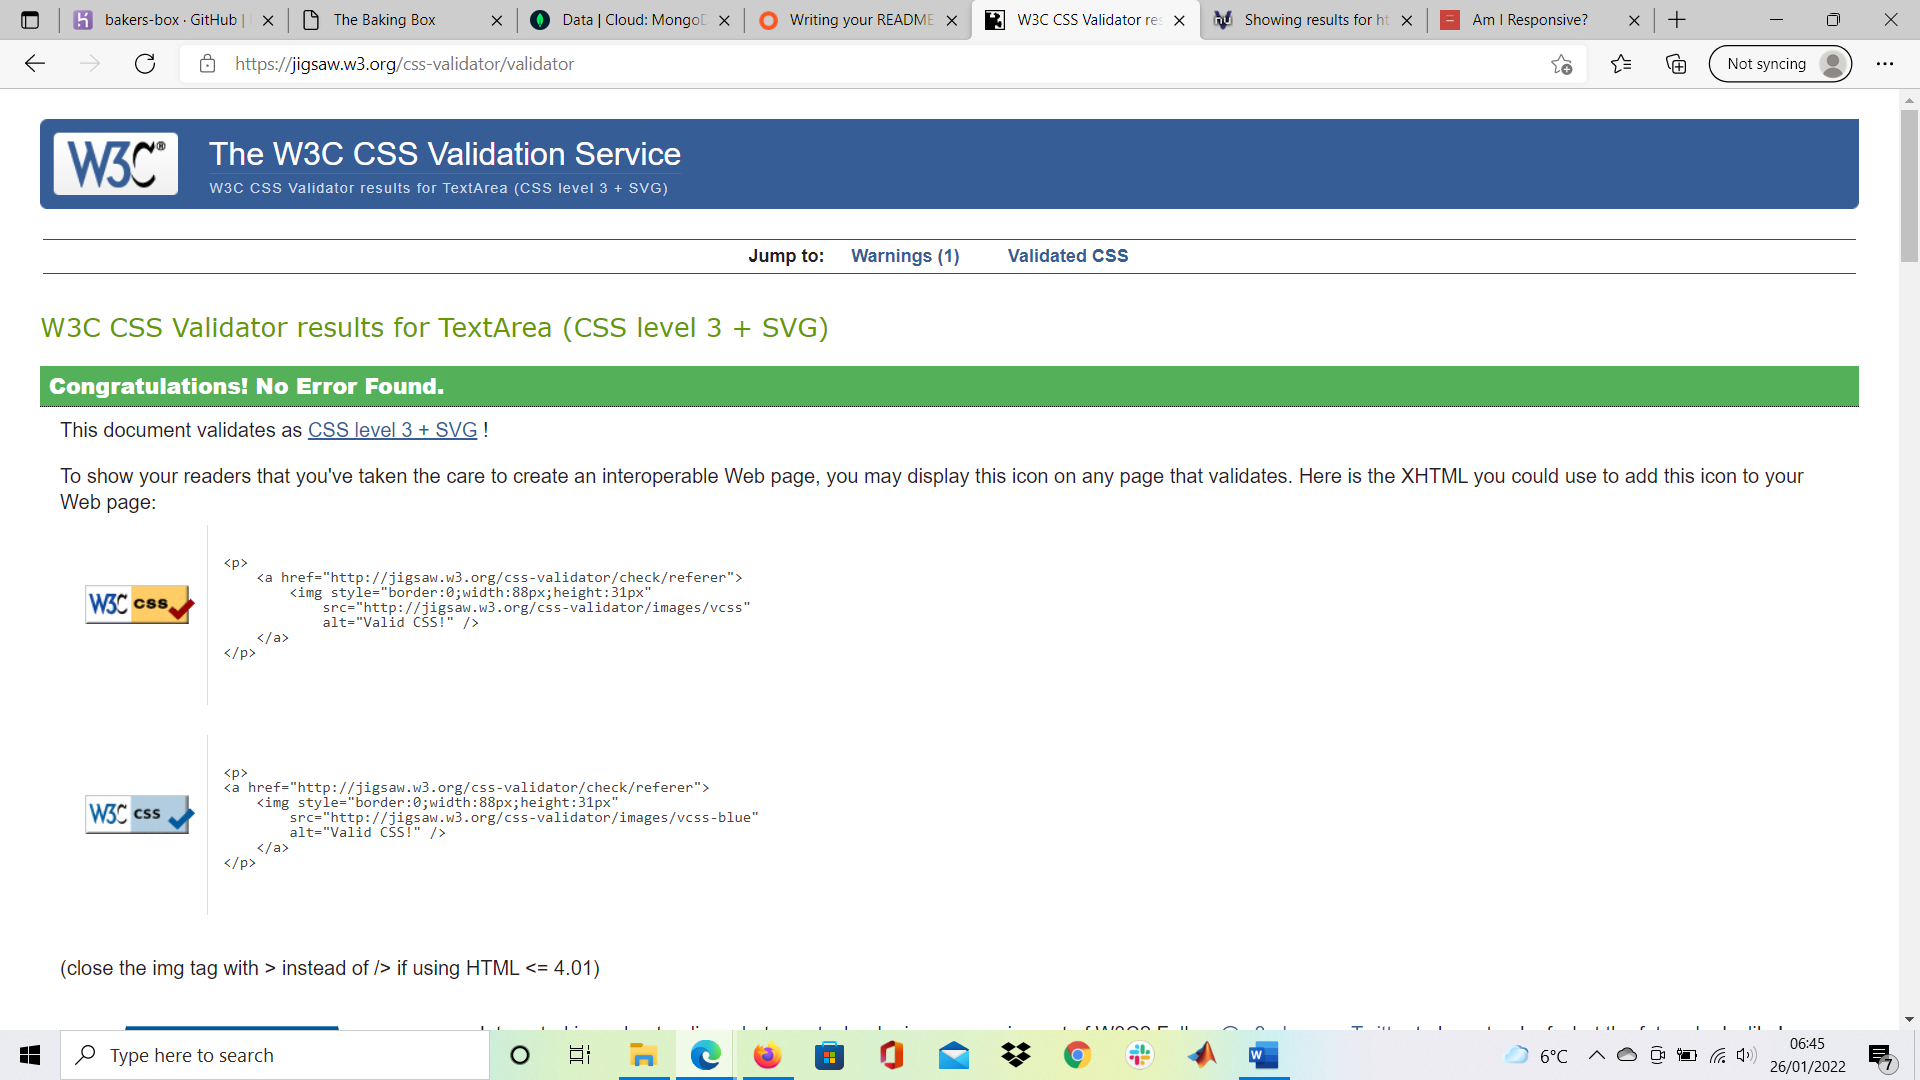 bakers-box · GitHub |
The Baking Box
Data | Cloud: MongoD
Writing your README
W3C CSS Validator res
Showing results for ht
Am I Responsive?
https://jigsaw.w3.org/css-validator/validator
Not syncing
W3C®
The W3C CSS Validation Service
W3C CSS Validator results for TextArea (CSS level 3 + SVG)
Jump to: Warnings (1) Validated CSS
W3C CSS Validator results for TextArea (CSS level 3 + SVG)
Congratulations! No Error Found.
This document validates as CSS level 3 + SVG !
To show your readers that you've taken the care to create an interoperable Web page, you may display this icon on any page that validates. Here is the XHTML you could use to add this icon to your
Web page:
<p>
<a href="http://jigsaw.w3.org/css-validator/check/referer">
<img style="border:0;width:88px;height:31px"
W3C css
src="http://jigsaw.w3.org/css-validator/images/vcss"
alt="Valid CSS!" />
</a>
</p>
<p>
<a href="http://jigsaw.w3.org/css-validator/check/referer">
<img style="border:0;width:88px;height:31px"
W3C css
src="http://jigsaw.w3.org/css-validator/images/vcss-blue"
alt="Valid CSS!" />
</a>
</p>
(close the img tag with > instead of /> if using HTML <= 4.01)
Type here to search
6°C
06:45
26/01/2022
7